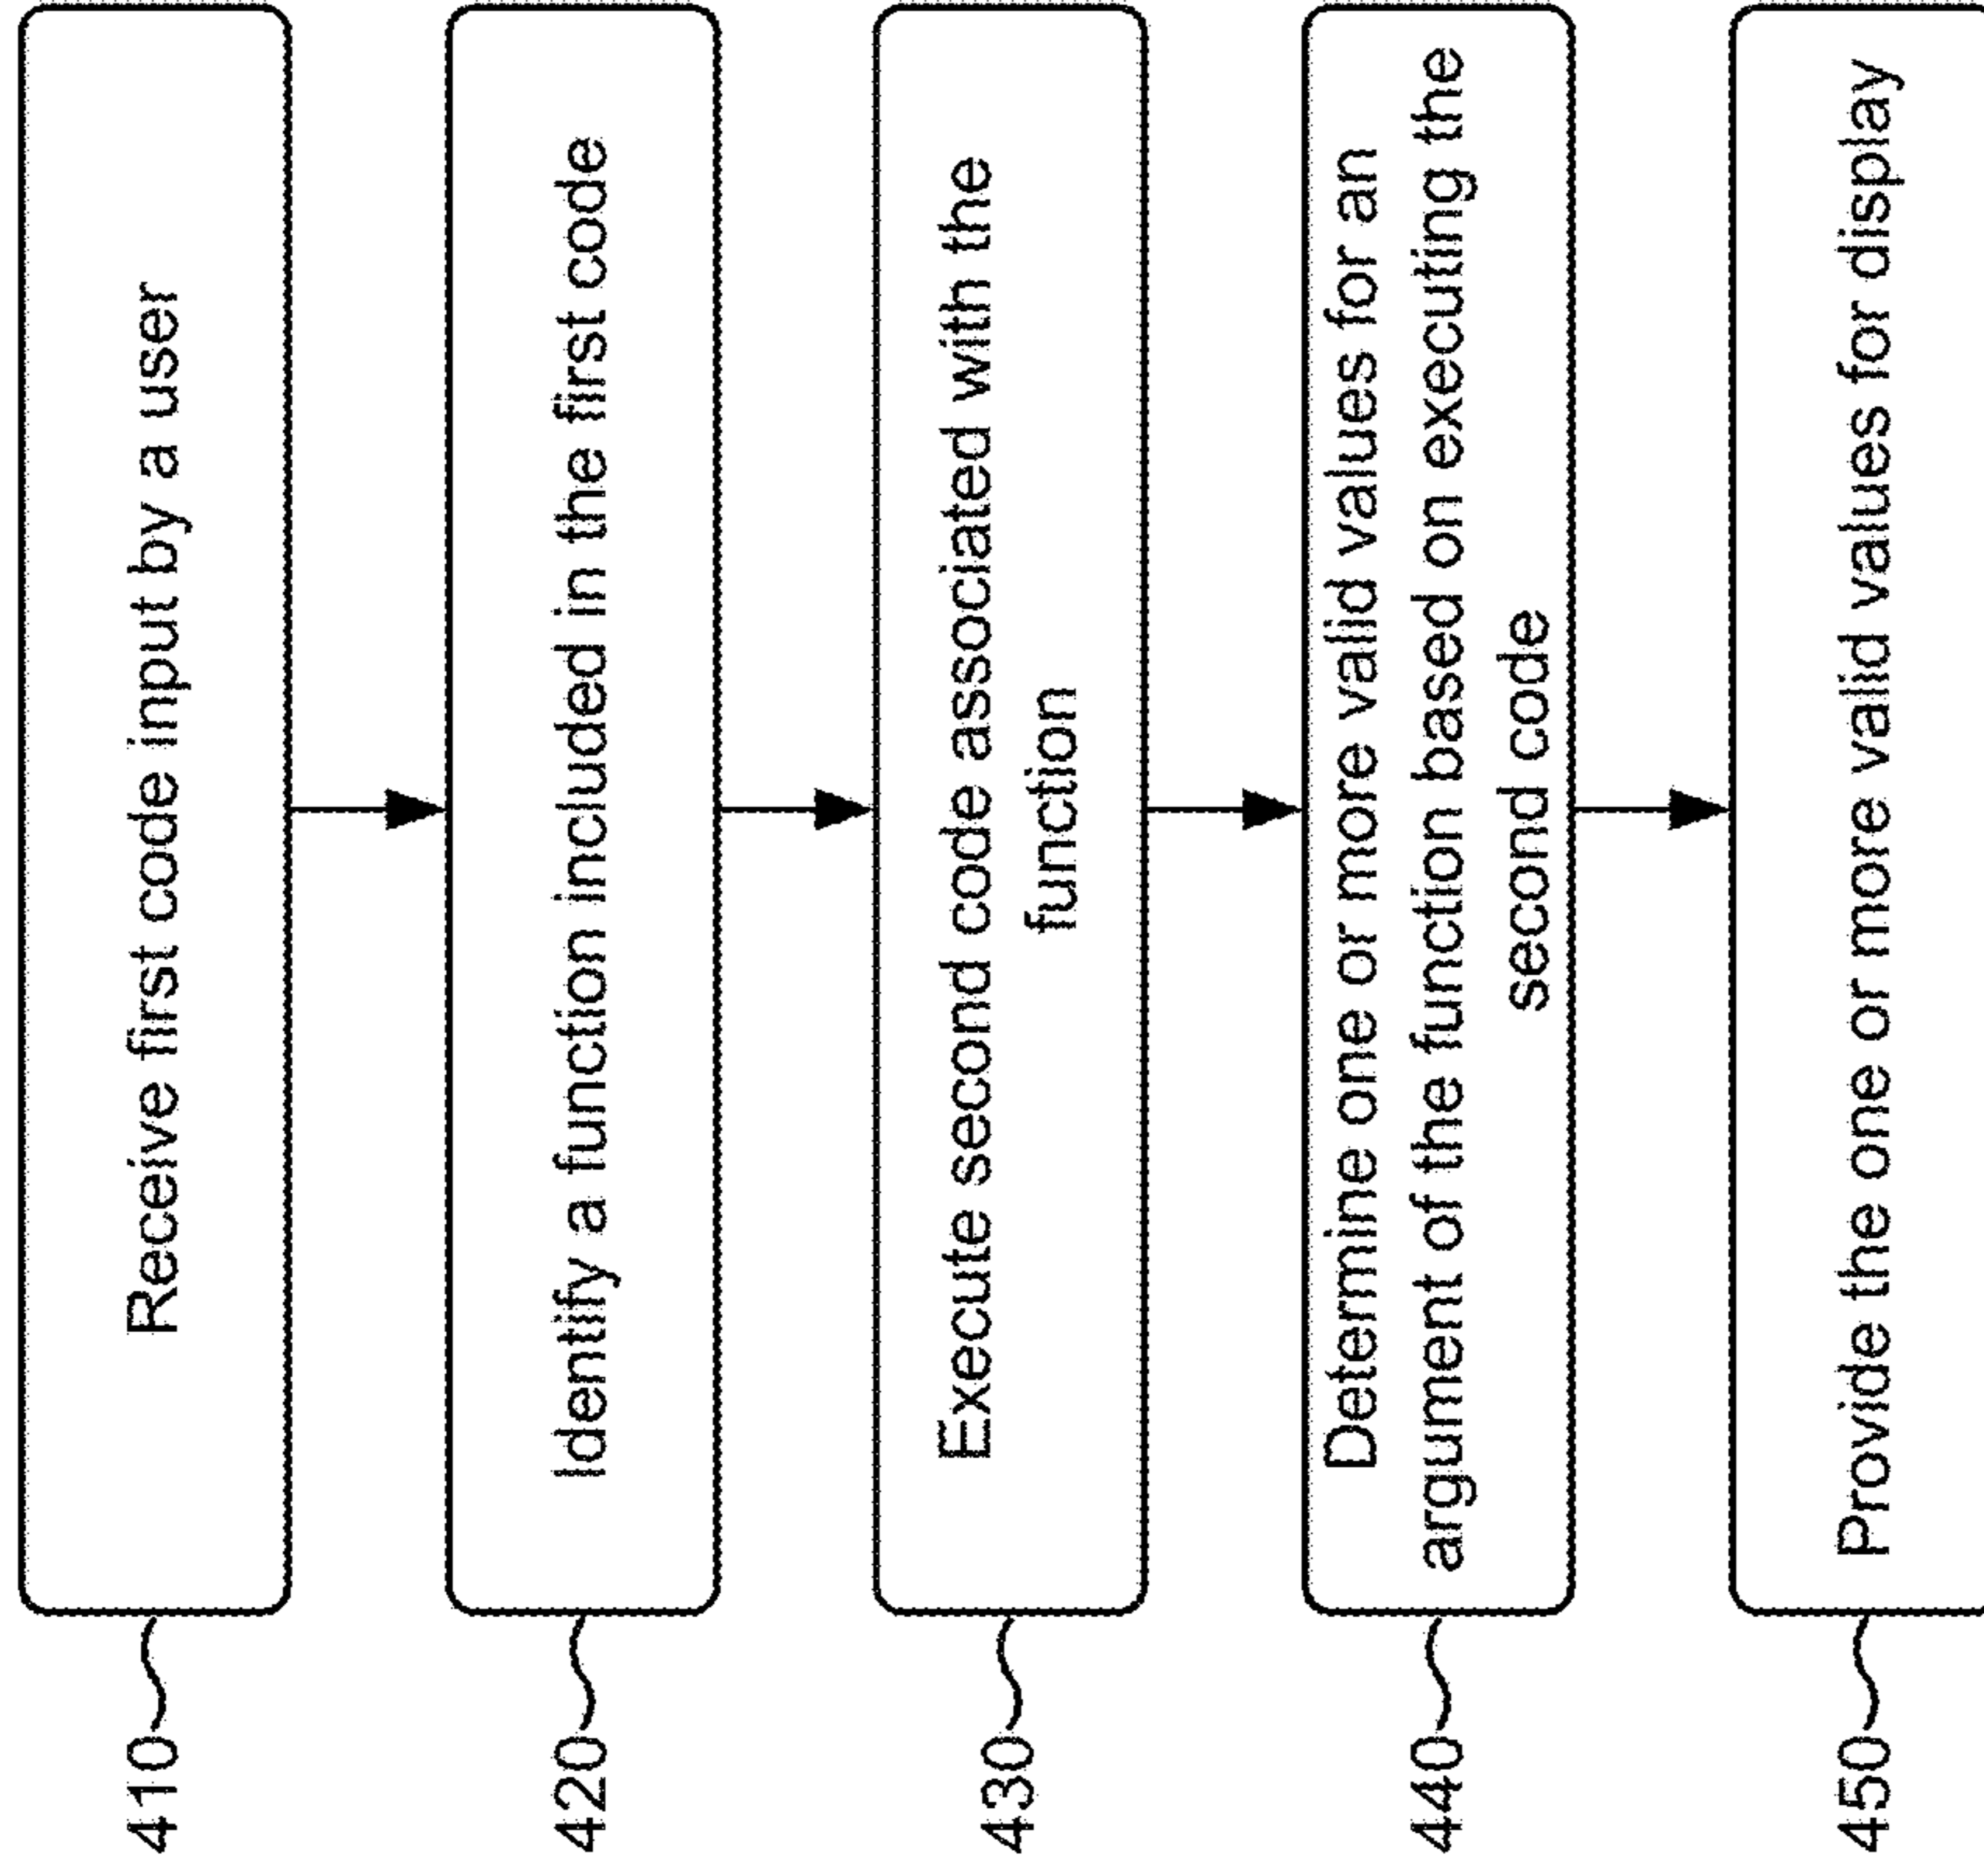 410
Receive first code input by a user
420
Identify a function included in the first code
430
Execute second code associated with the
function
440
Determine one or more valid values for an
argument of the function based on executing the
second code
450
Provide the one or more valid values for display